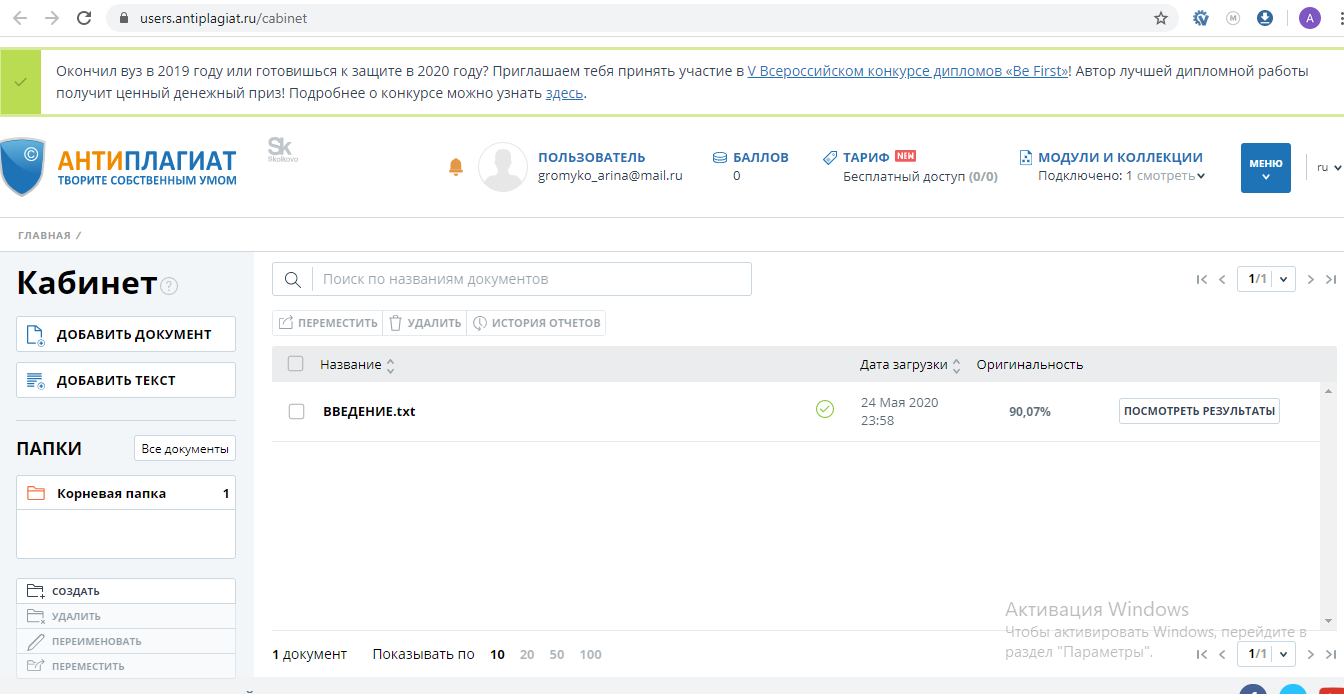 users.antiplagiat.ru/cabinet
M
A
Окончил вуз в 2019 году или готовишься к защите в 2020 году? Приглашаем тебя принять участие в V Всероссийском конкурсе дипломов «Be First»! Автор лучшей дипломной работы
получит ценный денежный приз! Подробнее о конкурсе можно узнать здесь.
©
АНТИПЛАГИАТ
ТВОРИТЕ СОБСТВЕННЫМ УМОМ
Sk
Skolkovo
ПОЛЬЗОВАТЕЛЬ
gromyko_arina@mail.ru
БАЛЛОВ
0
ТАРИФ NEW
Бесплатный доступ (0/0)
МОДУЛИ И КОЛЛЕКЦИИ
Подключено: 1 смотреть
МЕНЮ
ru
ГЛАВНАЯ /
Кабинет ?
Поиск по названиям документов
1/1
ДОБАВИТЬ ДОКУМЕНТ
ДОБАВИТЬ ТЕКСТ
ПЕРЕМЕСТИТЬ УДАЛИТЬ ИСТОРИЯ ОТЧЕТОВ
Название Дата загрузки Оригинальность
ВВЕДЕНИЕ.txt
24 Мая 2020
23:58
90,07%
ПОСМОТРЕТЬ РЕЗУЛЬТАТЫ
ПАПКИ
Все документы
Корневая папка 1
СОЗДАТЬ
УДАЛИТЬ
ПЕРЕИМЕНОВАТЬ
ПЕРЕМЕСТИТЬ
Активация Windows
Чтобы активировать Windows, перейдите в
раздел "Параметры".
1 документ Показывать по 10 20 50 100
1/1